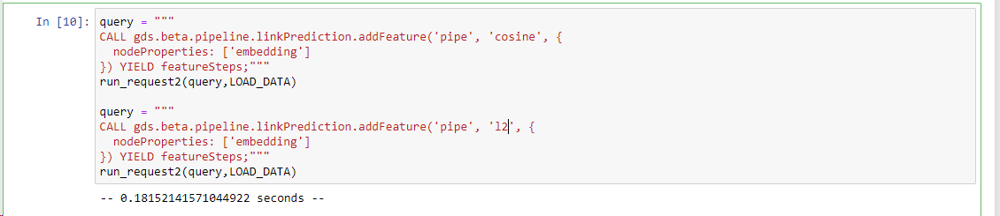 In [10]: query = """
CALL gds.beta.pipeline.linkPrediction.addFeature('pipe', 'cosine', {
  nodeProperties: ['embedding']
}) YIELD featureSteps;"""
run_request2(query,LOAD_DATA)

query = """
CALL gds.beta.pipeline.linkPrediction.addFeature('pipe', 'l2', {
  nodeProperties: ['embedding']
}) YIELD featureSteps;"""
run_request2(query,LOAD_DATA)
-- 0.18152141571044922 seconds --